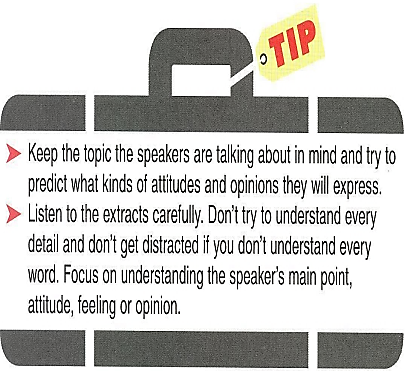 TIP
Keep the topic the speakers are talking about in mind and try to
predict what kinds of attitudes and opinions they will express.
Listen to the extracts carefully. Don't try to understand every
detail and don't get distracted if you don't understand every
word. Focus on understanding the speaker's main point,
attitude, feeling or opinion.